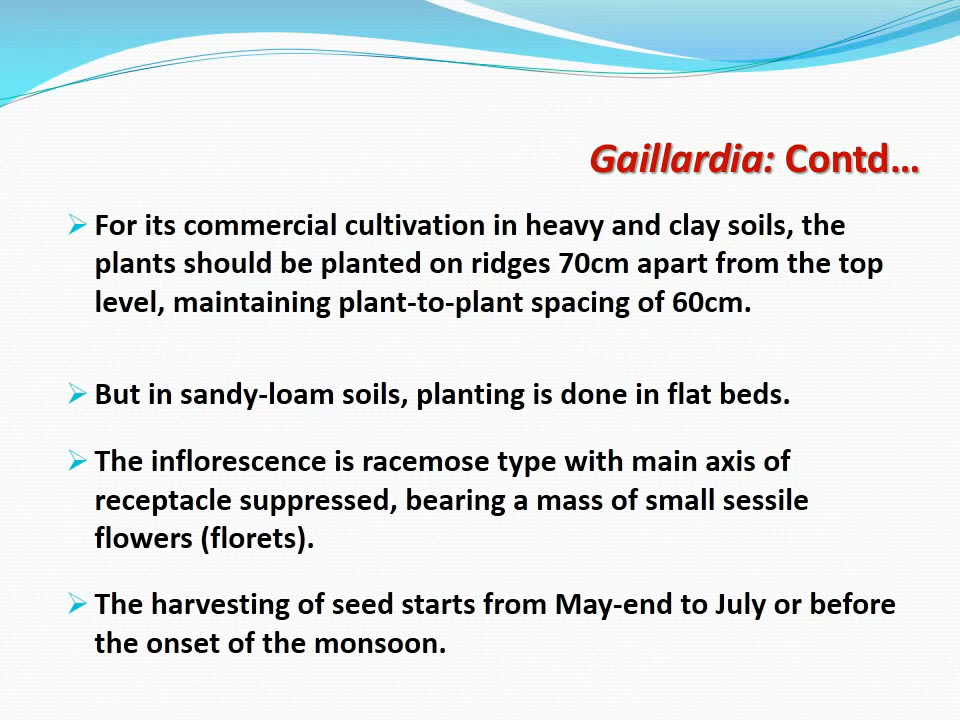 Gaillardia: Contd...
For its commercial cultivation in heavy and clay soils, the
plants should be planted on ridges 70cm apart from the top
level, maintaining plant-to-plant spacing of 60cm.
But in sandy-loam soils, planting is done in flat beds.
The inflorescence is racemose type with main axis of
receptacle suppressed, bearing a mass of small sessile
flowers (florets).
The harvesting of seed starts from May-end to July or before
the onset of the monsoon.